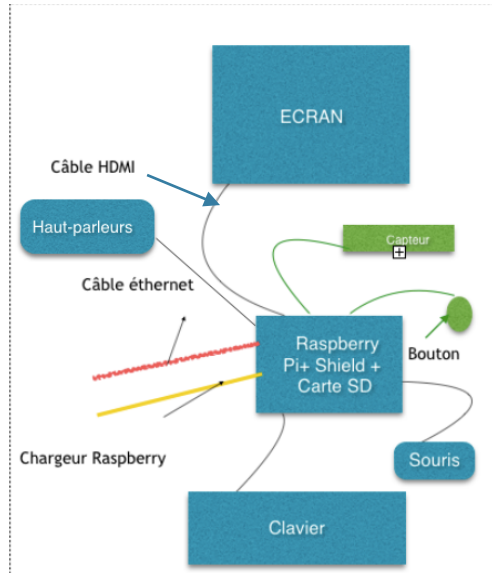 ECRAN
Câble HDMI
Haut-parleurs
Capteur
Câble éthernet
Raspberry
Pi+ Shield +
Carte SD
Bouton
Chargeur Raspberry
Souris
Clavier